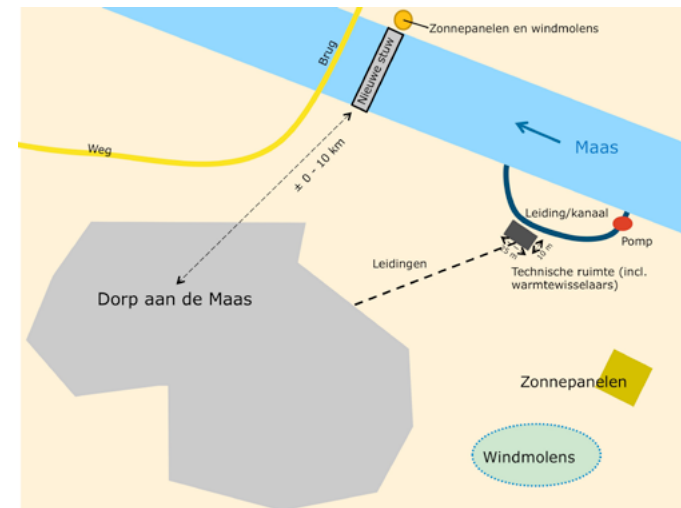 Zonnepanelen en windmolens
Brug
Nieuwe stuw
Weg
± 0 - 10 km
Maas
Leiding/kanaal
Pomp
25 m
10 m
Leidingen
Technische ruimte (incl.
warmtewisselaars)
Dorp aan de Maas
Zonnepanelen
Windmolens